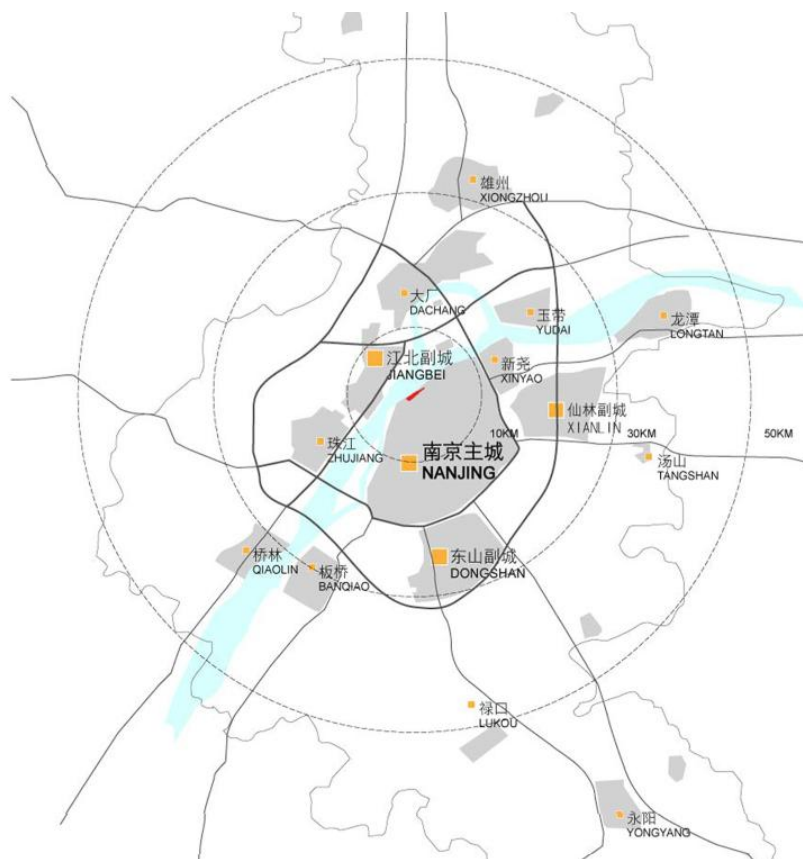 雄州
XIONGZHOU
大厂
DACHANG
玉带
YUDAI
龙潭
LONGTAN
江北副城
JIANGBEI
新尧
XINYAO
仙林副城
XIANLIN
10KM
30KM
50KM
珠江
ZHUJIANG
南京主城
NANJING
汤山
TANGSHAN
桥林
QIAOLIN
板桥
BANQIAO
东山副城
DONGSHAN
禄口
LUKOU
永阳
YONGYANG